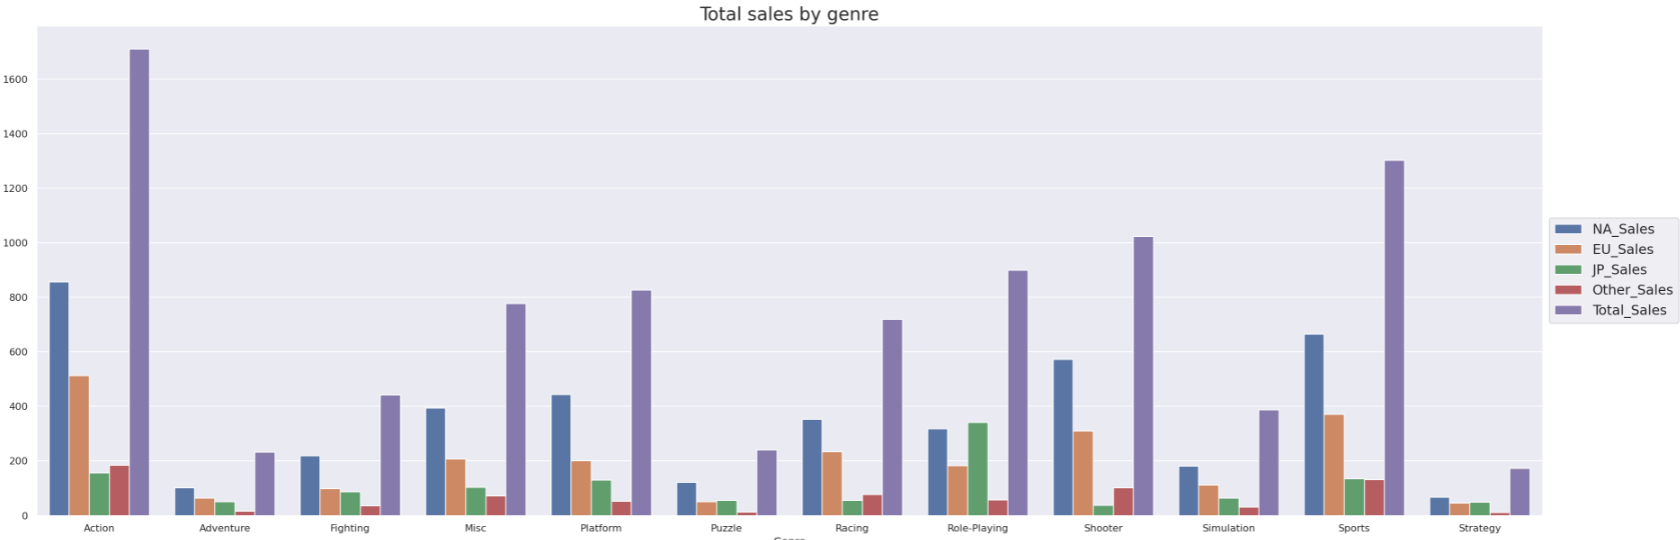 Total sales by genre
1600
1400
1200
1000
800
600
400
200
0
Action Adventure Fighting Misc Platform Puzzle Racing Role-Playing Shooter Simulation Sports Strategy
Genre
NA_Sales
EU_Sales
JP_Sales
Other_Sales
Total_Sales